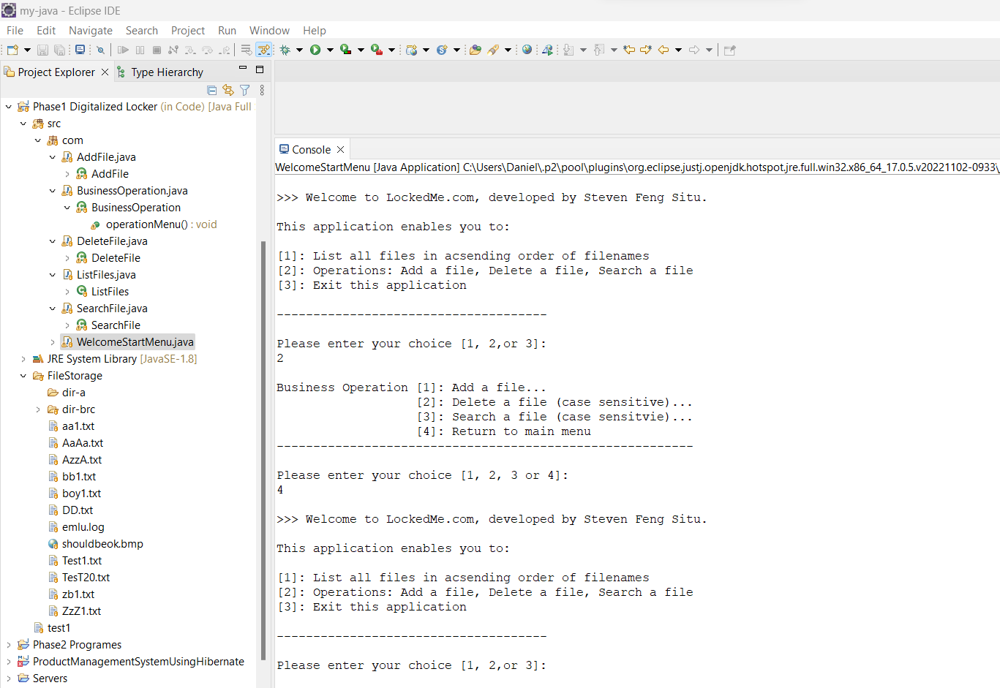 my-java - Eclipse IDE
File Edit Navigate Search Project Run Window Help
Project Explorer
Type Hierarchy
Phase1 Digitalized Locker (in Code) [Java Full
src
com
AddFile.java
AddFile
BusinessOperation.java
BusinessOperation
operationMenu() : void
DeleteFile.java
DeleteFile
ListFiles.java
ListFiles
SearchFile.java
SearchFile
WelcomeStartMenu.java
JRE System Library [JavaSE-1.8]
FileStorage
dir-a
dir-brc
aa1.txt
AaAa.txt
AzzA.txt
bb1.txt
boy1.txt
DD.txt
emlu.log
shouldbeok.bmp
Test1.txt
TesT20.txt
zb1.txt
ZzZ1.txt
test1
Phase2 Programes
ProductManagementSystemUsingHibernate
Servers
Console
WelcomeStartMenu [Java Application] C:\Users\Daniel\.p2\pool\plugins\org.eclipse.justj.openjdk.hotspot.jre.full.win32.x86_64_17.0.5.v20221102-0933\
>>> Welcome to LockedMe.com, developed by Steven Feng Situ.
This application enables you to:
[1]: List all files in acsending order of filenames
[2]: Operations: Add a file, Delete a file, Search a file
[3]: Exit this application
-------------------------------------
Please enter your choice [1, 2,or 3]:
2
Business Operation [1]: Add a file...
[2]: Delete a file (case sensitive)...
[3]: Search a file (case sensitvie)...
[4]: Return to main menu
---------------------------------------------------------
Please enter your choice [1, 2, 3 or 4]:
4
>>> Welcome to LockedMe.com, developed by Steven Feng Situ.
This application enables you to:
[1]: List all files in acsending order of filenames
[2]: Operations: Add a file, Delete a file, Search a file
[3]: Exit this application
-------------------------------------
Please enter your choice [1, 2,or 3]: